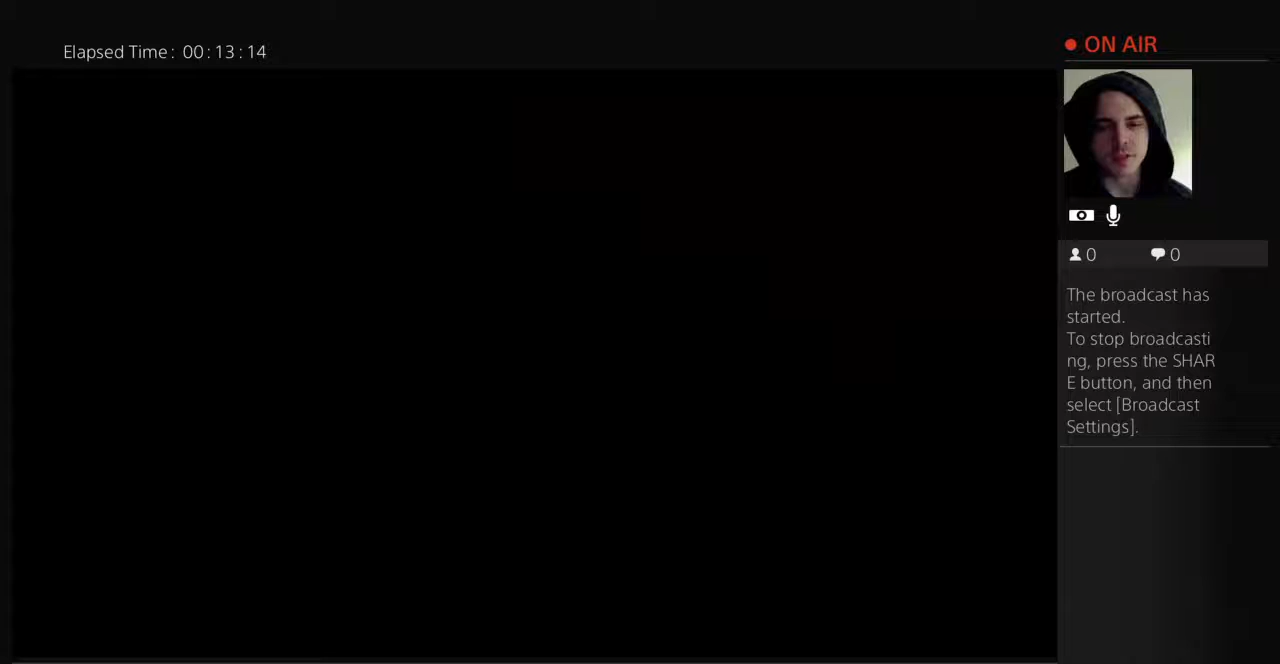 Elapsed Time: 00:13:14
ON AIR
0 0
The broadcast has
started.
To stop broadcasti
ng, press the SHAR
E button, and then
select [Broadcast
Settings].